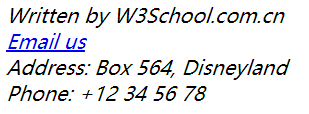 Written by W3School.com.cn
Email us
Address: Box 564, Disneyland
Phone: +12 34 56 78